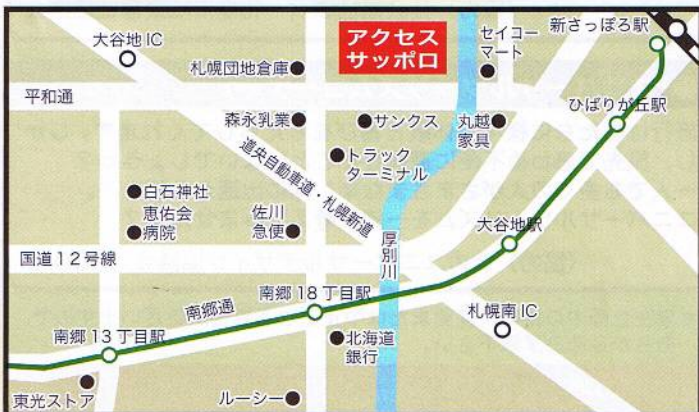 大谷地IC
アクセス
サッポロ
セイコー
マート
新さっぽろ駅
札幌団地倉庫
平和通
ひばりが丘駅
森永乳業
サンクス
丸越
家具
トラック
ターミナル
道央自動車道・札幌新道
白石神社
恵佑会
病院
佐川
急便
大谷地駅
厚別川
国道12号線
南郷18丁目駅
南郷通
札幌南IC
南郷13丁目駅
北海道
銀行
東光ストア
ルーシー